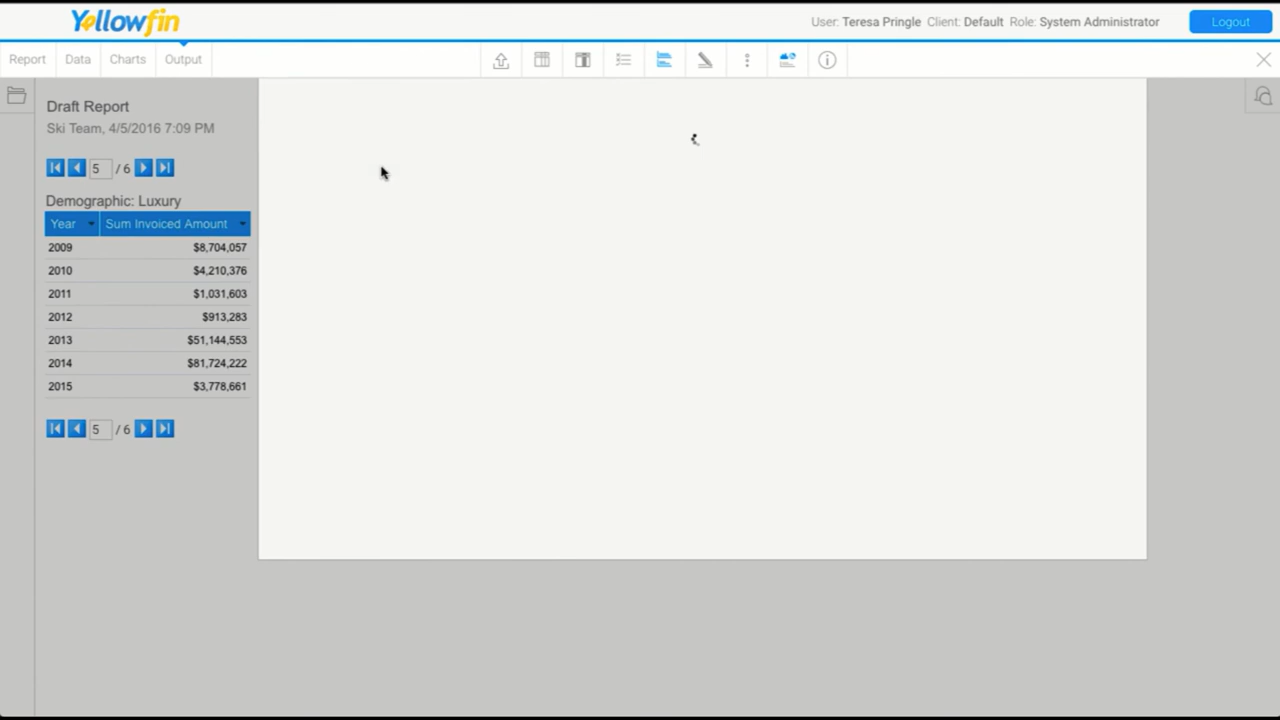 Yellowfin
User: Teresa Pringle Client: Default Role: System Administrator Logout
Report Data Charts Output
Draft Report
Ski Team, 4/5/2016 7:09 PM
5 / 6
Demographic: Luxury
Year Sum Invoiced Amount
2009 $8,704,057
2010 $4,210,376
2011 $1,031,603
2012 $913,283
2013 $51,144,553
2014 $81,724,222
2015 $3,778,661
5 / 6